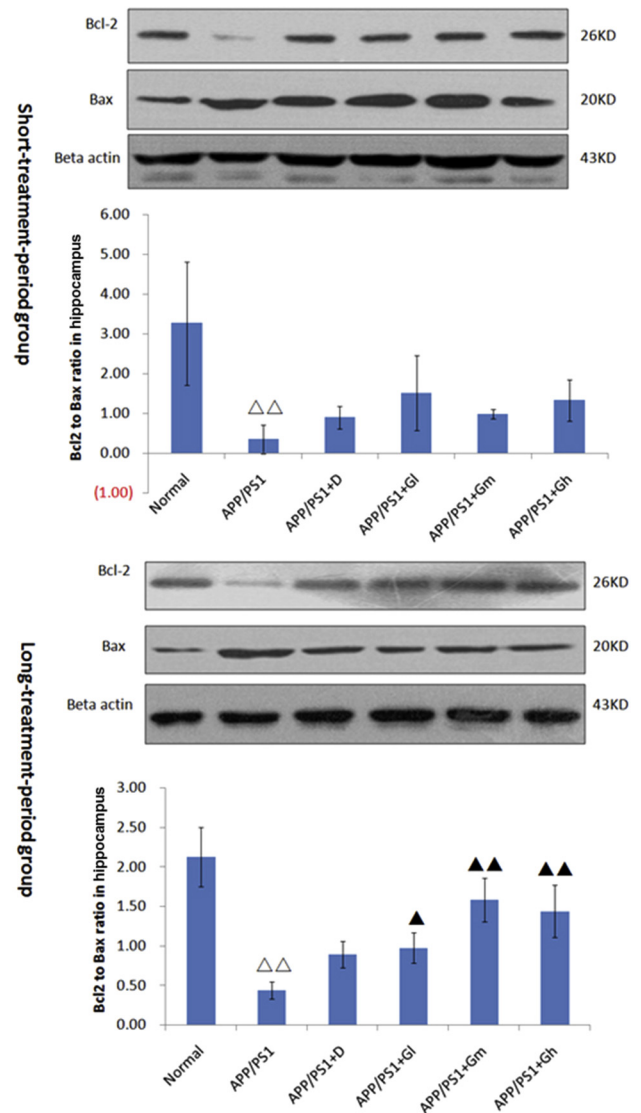 Short-treatment-period group
Bcl-2
26KD
Bax
20KD
Beta actin
43KD
Bcl2 to Bax ratio in hippocampus
6.00
5.00
4.00
3.00
2.00
1.00
0.00
(1.00)
△△
Normal
APP/PS1
APP/PS1+D
APP/PS1+Gl
APP/PS1+Gm
APP/PS1+Gh
Long-treatment-period group
Bcl-2
26KD
Bax
20KD
Beta actin
43KD
Bcl2 to Bax ratio in hippocampus
3.00
2.50
2.00
1.50
1.00
0.50
0.00
△△
▲
▲▲
▲▲
Normal
APP/PS1
APP/PS1+D
APP/PS1+Gl
APP/PS1+Gm
APP/PS1+Gh